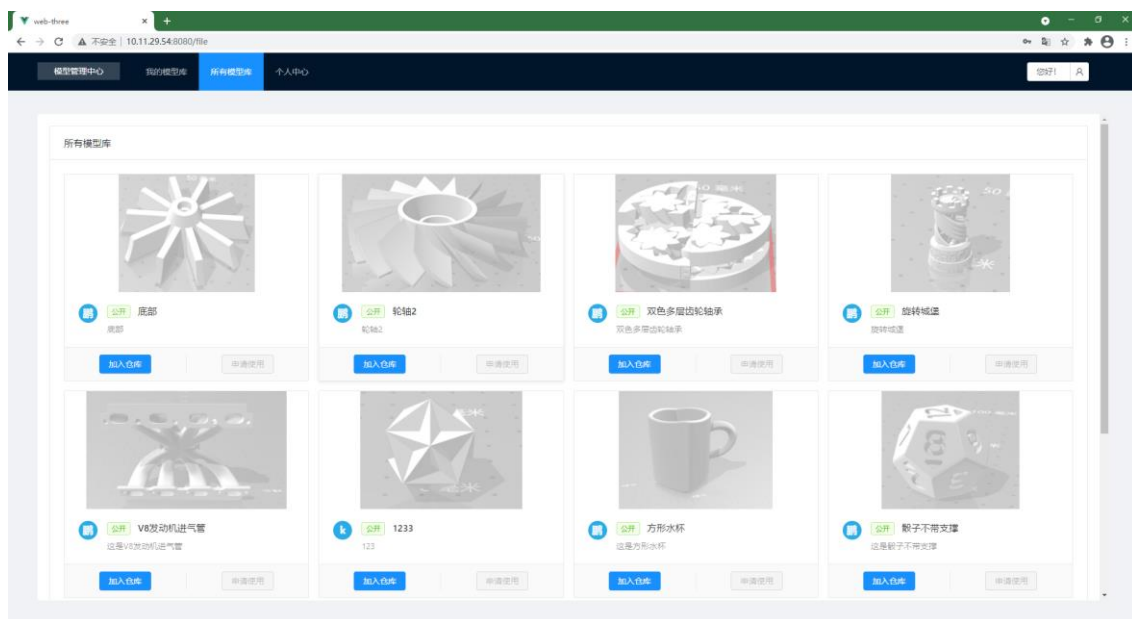 web-three
不安全 | 10.11.29.54:8080/file
模型管理中心 我的模型库 所有模型库 个人中心 您好!
所有模型库
50 毫米
50
公开 底部
底部
公开 轮轴2
轮轴2
公开 双色多层齿轮轴承
双色多层齿轮轴承
公开 旋转城堡
旋转城堡
加入仓库 申请使用 加入仓库 申请使用 加入仓库 申请使用 加入仓库 申请使用
公开 V8发动机进气管
这是V8发动机进气管
k 公开 1233
123
公开 方形水杯
这是方形水杯
公开 骰子不带支撑
这是骰子不带支撑
加入仓库 申请使用 加入仓库 申请使用 加入仓库 申请使用 加入仓库 申请使用